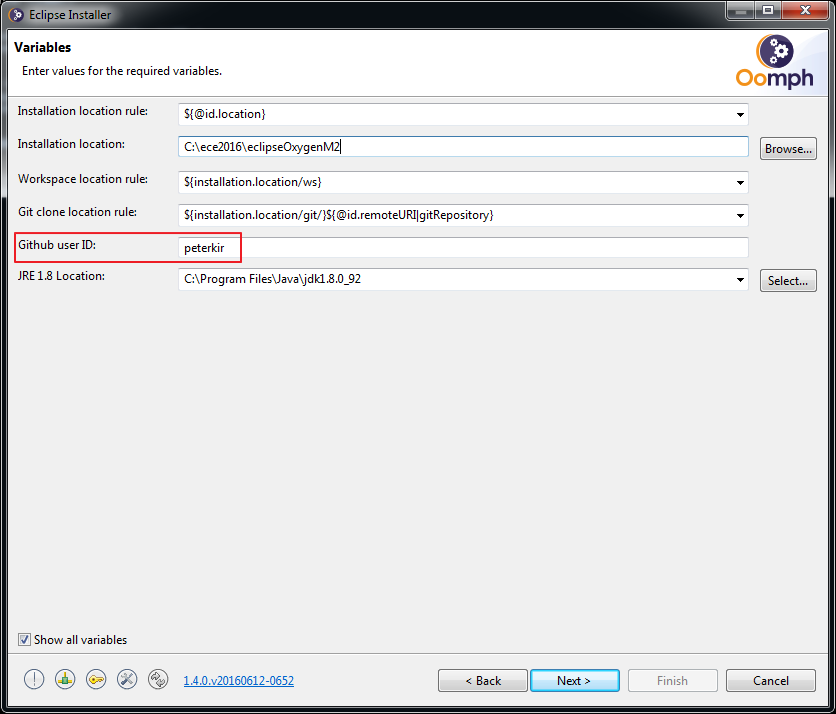 Eclipse Installer
Variables
Enter values for the required variables.
Oomph
Installation location rule: ${@id.location}
Installation location: C:\ece2016\eclipseOxygenM2 Browse...
Workspace location rule: ${installation.location/ws}
Git clone location rule: ${installation.location/git/}${@id.remoteURI|gitRepository}
Github user ID: peterkir
JRE 1.8 Location: C:\Program Files\Java\jdk1.8.0_92 Select...
Show all variables
1.4.0.v20160612-0652 < Back Next > Finish Cancel